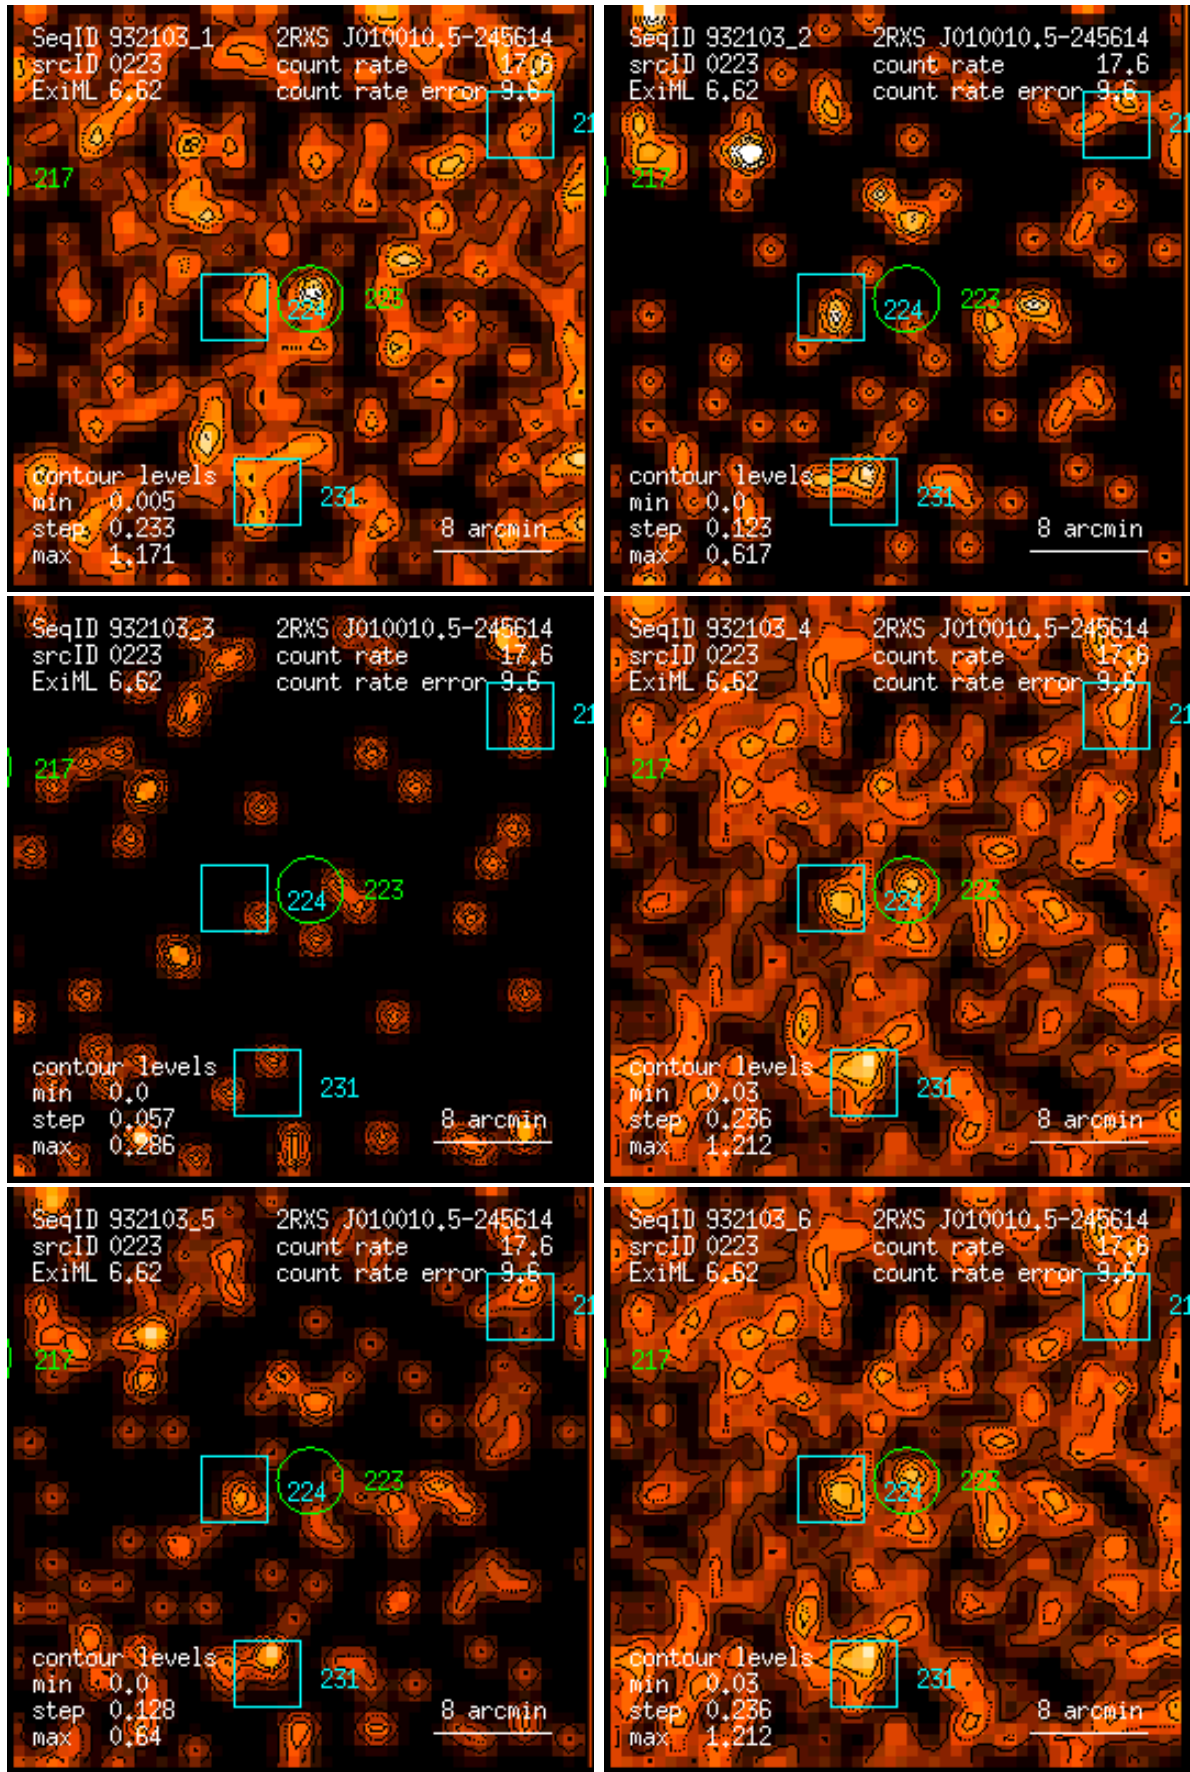 SeqID 932103_1 2RXS J010010.5-245614
srcID 0223 count rate 17.6
ExiML 6.62 count rate error 9.6
21
217
223
224
231
contour levels
min 0.005
step 0.233
max 1.171
8 arcmin
SeqID 932103_2 2RXS J010010.5-245614
srcID 0223 count rate 17.6
ExiML 6.62 count rate error 9.6
21
217
223
224
231
contour levels
min 0.0
step 0.123
max 0.617
8 arcmin
SeqID 932103_3 2RXS J010010.5-245614
srcID 0223 count rate 17.6
ExiML 6.62 count rate error 9.6
21
217
223
224
231
contour levels
min 0.0
step 0.057
max 0.286
8 arcmin
SeqID 932103_4 2RXS J010010.5-245614
srcID 0223 count rate 17.6
ExiML 6.62 count rate error 9.6
21
217
223
224
231
contour levels
min 0.03
step 0.236
max 1.212
8 arcmin
SeqID 932103_5 2RXS J010010.5-245614
srcID 0223 count rate 17.6
ExiML 6.62 count rate error 9.6
21
217
223
224
231
contour levels
min 0.0
step 0.128
max 0.64
8 arcmin
SeqID 932103_6 2RXS J010010.5-245614
srcID 0223 count rate 17.6
ExiML 6.62 count rate error 9.6
21
217
223
224
231
contour levels
min 0.03
step 0.236
max 1.212
8 arcmin